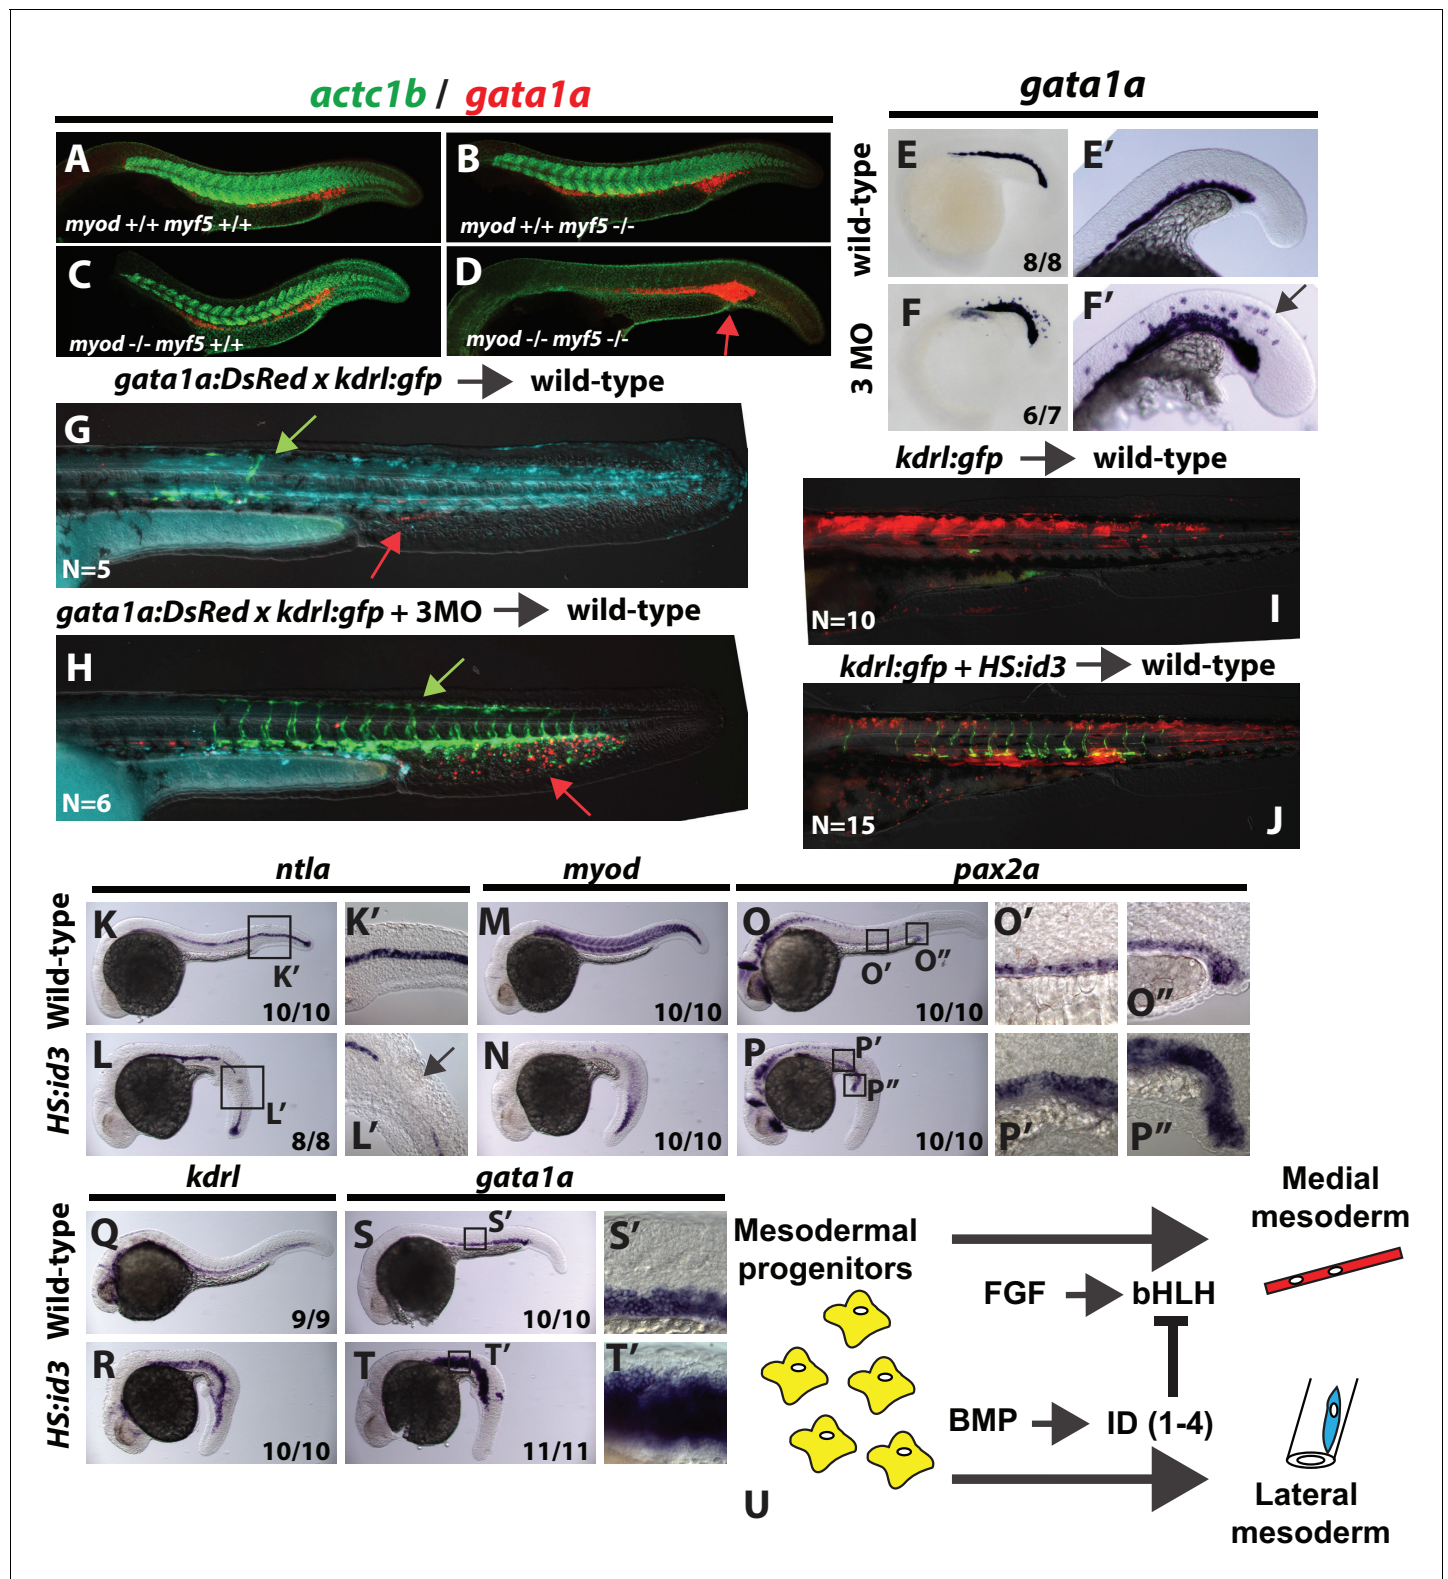 actc1b / gata1a
A
myod +/+ myf5 +/+
B
myod +/+ myf5 -/-
C
myod -/- myf5 +/+
D
myod -/- myf5 -/-
gata1a
wild-type
E
8/8
E′
3 MO
F
6/7
F′
gata1a:DsRed x kdrl:gfp wild-type
G
N=5
gata1a:DsRed x kdrl:gfp + 3MO wild-type
H
N=6
kdrl:gfp wild-type
I
N=10
kdrl:gfp + HS:id3 wild-type
J
N=15
ntla
myod
pax2a
Wild-type
K
K′
10/10
K′
M
10/10
O
O′
O″
10/10
O′
O″
HS:id3
L
L′
8/8
L′
N
10/10
P
P′
P″
10/10
P′
P″
kdrl
gata1a
Wild-type
Q
9/9
S
S′
10/10
S′
HS:id3
R
10/10
T
T′
11/11
T′
Mesodermal
progenitors
Medial
mesoderm
FGF
bHLH
BMP
ID (1-4)
Lateral
mesoderm
U